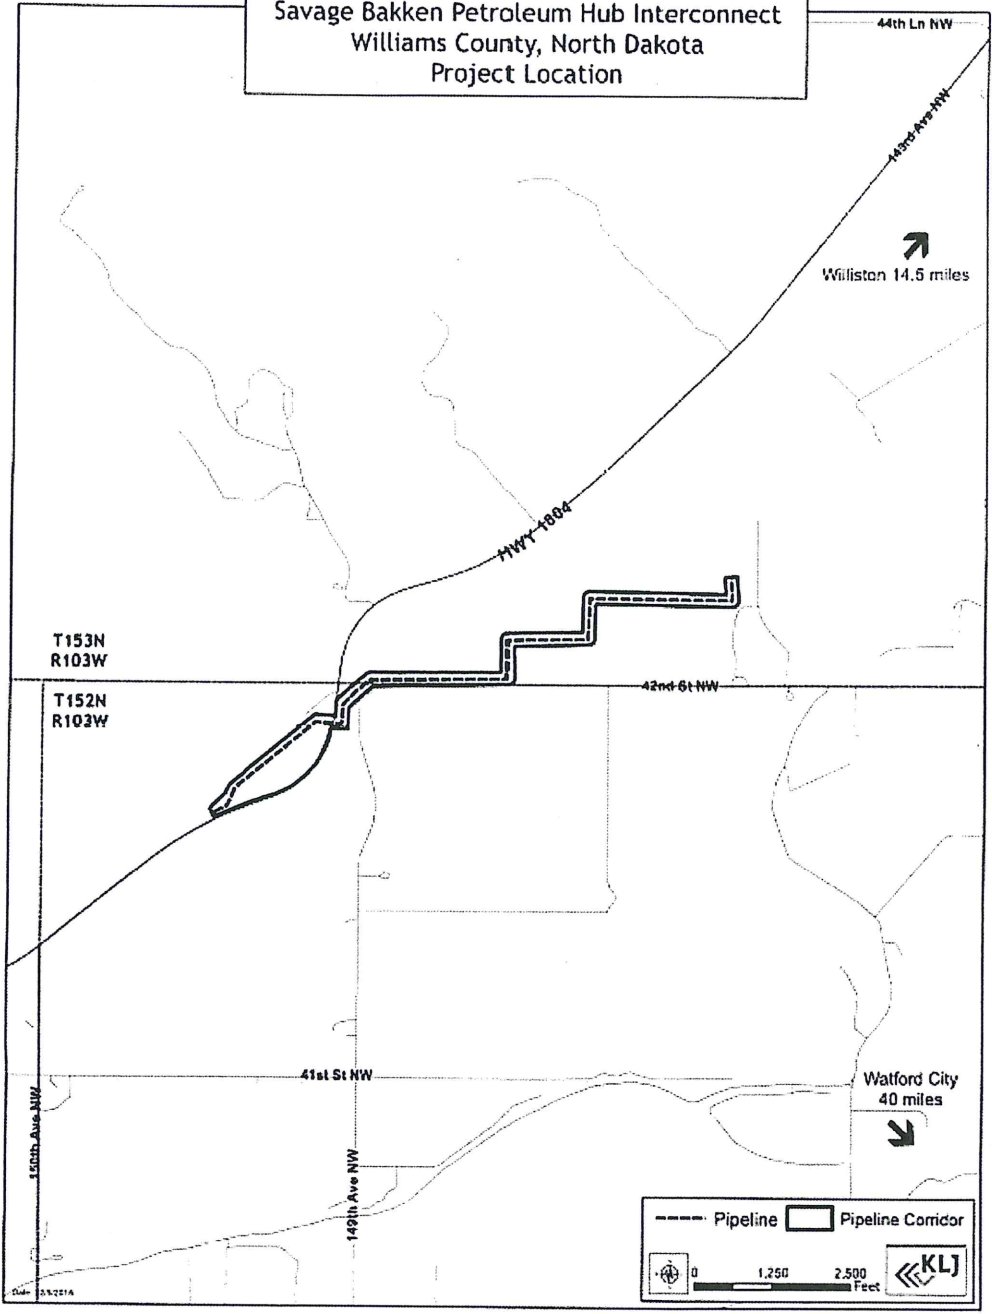 Savage Bakken Petroleum Hub Interconnect
Williams County, North Dakota
Project Location
44th Ln NW
143rd Ave NW
Williston 14.5 miles
HWY 1804
T153N
R103W
T152N
R103W
42nd St NW
41st St NW
Watford City
40 miles
150th Ave NW
149th Ave NW
Pipeline
Pipeline Corridor
0 1,250 2,500
Feet
KLJ